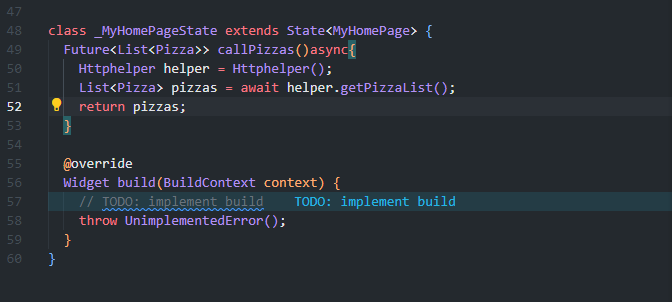 47
48 class _MyHomePageState extends State<MyHomePage> {
49 Future<List<Pizza>> callPizzas()async{
50 Httphelper helper = Httphelper();
51 List<Pizza> pizzas = await helper.getPizzaList();
52 return pizzas;
53 }
54
55 @override
56 Widget build(BuildContext context) {
57 // TODO: implement build TODO: implement build
58 throw UnimplementedError();
59 }
60 }